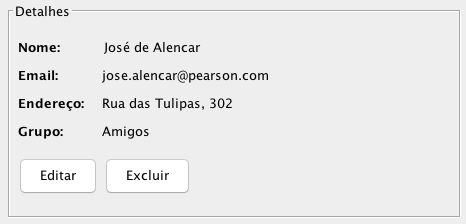 Detalhes
Nome: José de Alencar
Email: jose.alencar@pearson.com
Endereço: Rua das Tulipas, 302
Grupo: Amigos
Editar Excluir